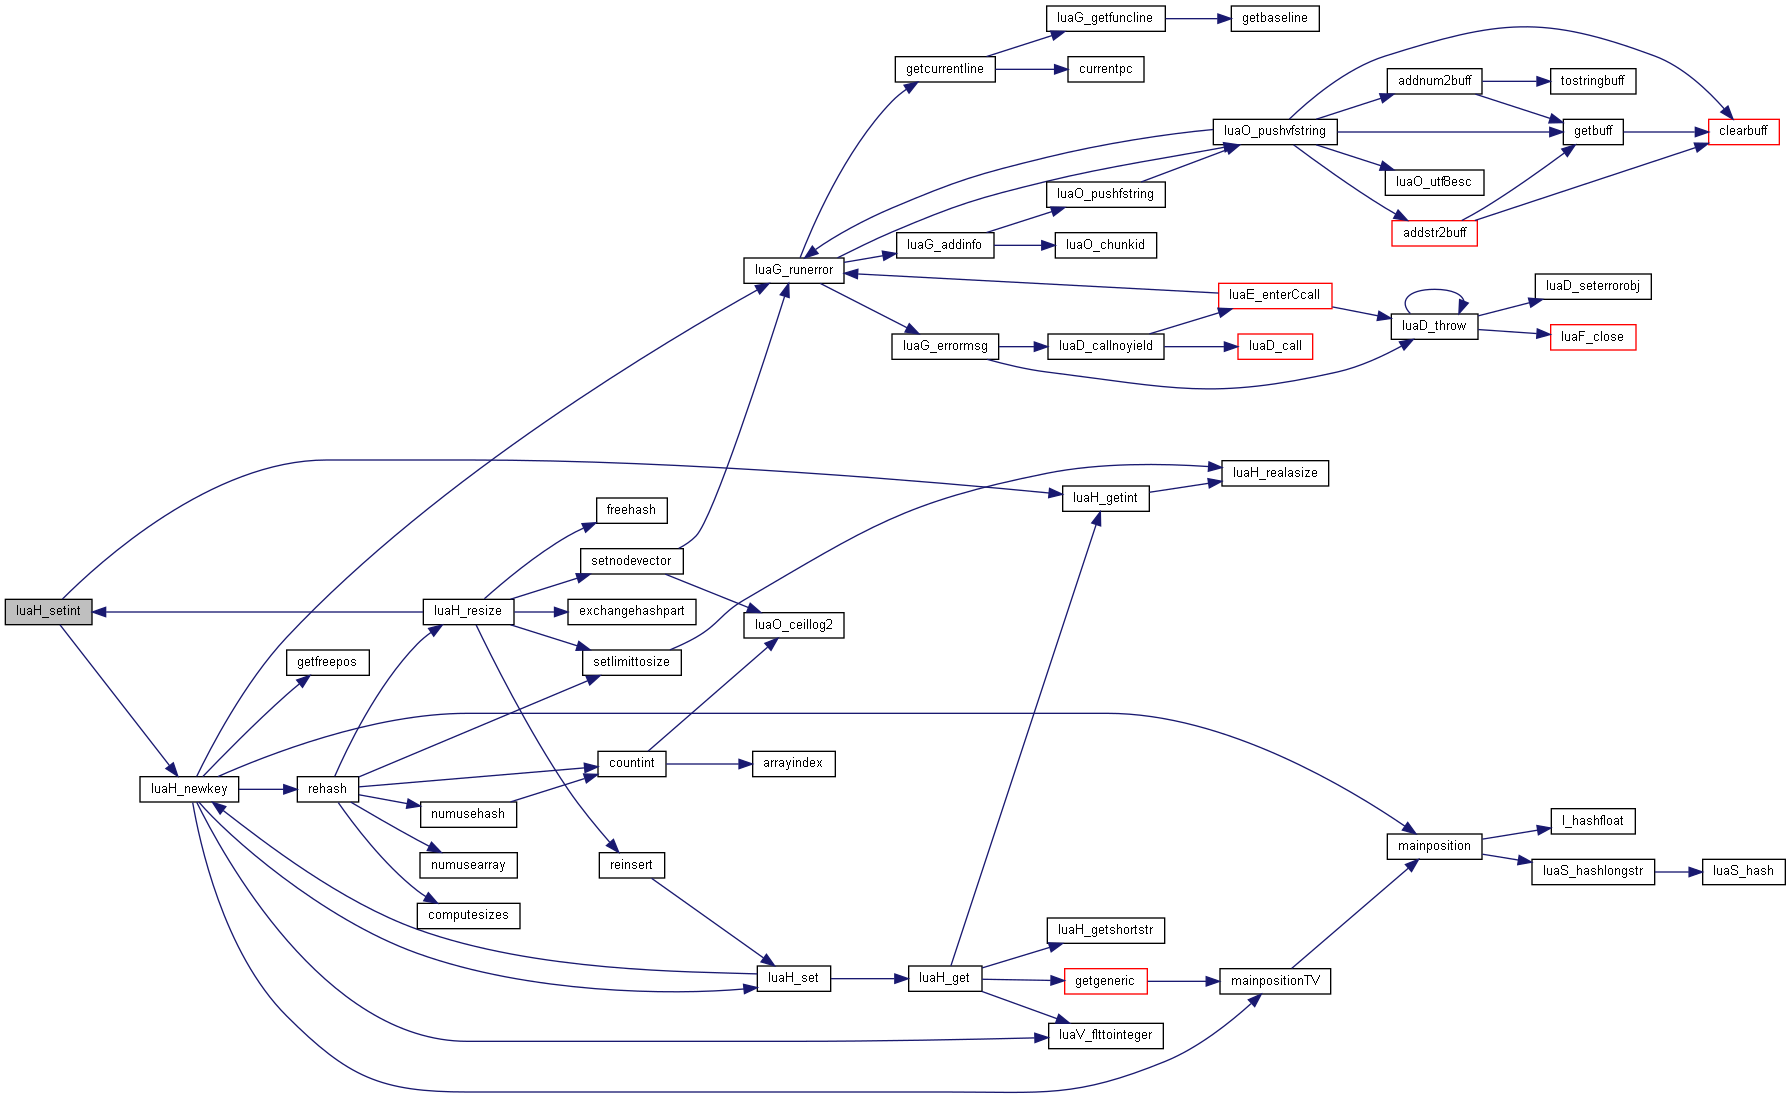 luaG_getfuncline
getbaseline
getcurrentline
currentpc
addnum2buff
tostringbuff
luaO_pushvfstring
getbuff
clearbuff
luaO_utf8esc
luaO_pushfstring
addstr2buff
luaG_addinfo
luaO_chunkid
luaG_runerror
luaE_enterCcall
luaD_seterrorobj
luaD_throw
luaF_close
luaG_errormsg
luaD_callnoyield
luaD_call
luaH_realasize
luaH_getint
freehash
setnodevector
luaH_setint
luaH_resize
exchangehashpart
luaO_ceillog2
getfreepos
setlimittosize
countint
arrayindex
luaH_newkey
rehash
numusehash
l_hashfloat
mainposition
numusearray
reinsert
luaS_hashlongstr
luaS_hash
computesizes
luaH_getshortstr
luaH_set
luaH_get
getgeneric
mainpositionTV
luaV_flttointeger